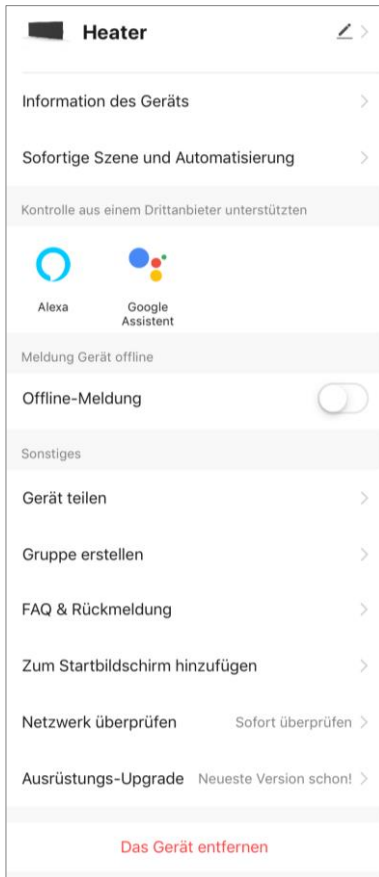 Heater
Information des Geräts
Sofortige Szene und Automatisierung
Kontrolle aus einem Drittanbieter unterstützten
Alexa
Google
Assistent
Meldung Gerät offline
Offline-Meldung
Sonstiges
Gerät teilen
Gruppe erstellen
FAQ & Rückmeldung
Zum Startbildschirm hinzufügen
Netzwerk überprüfen Sofort überprüfen
Ausrüstungs-Upgrade Neueste Version schon!
Das Gerät entfernen